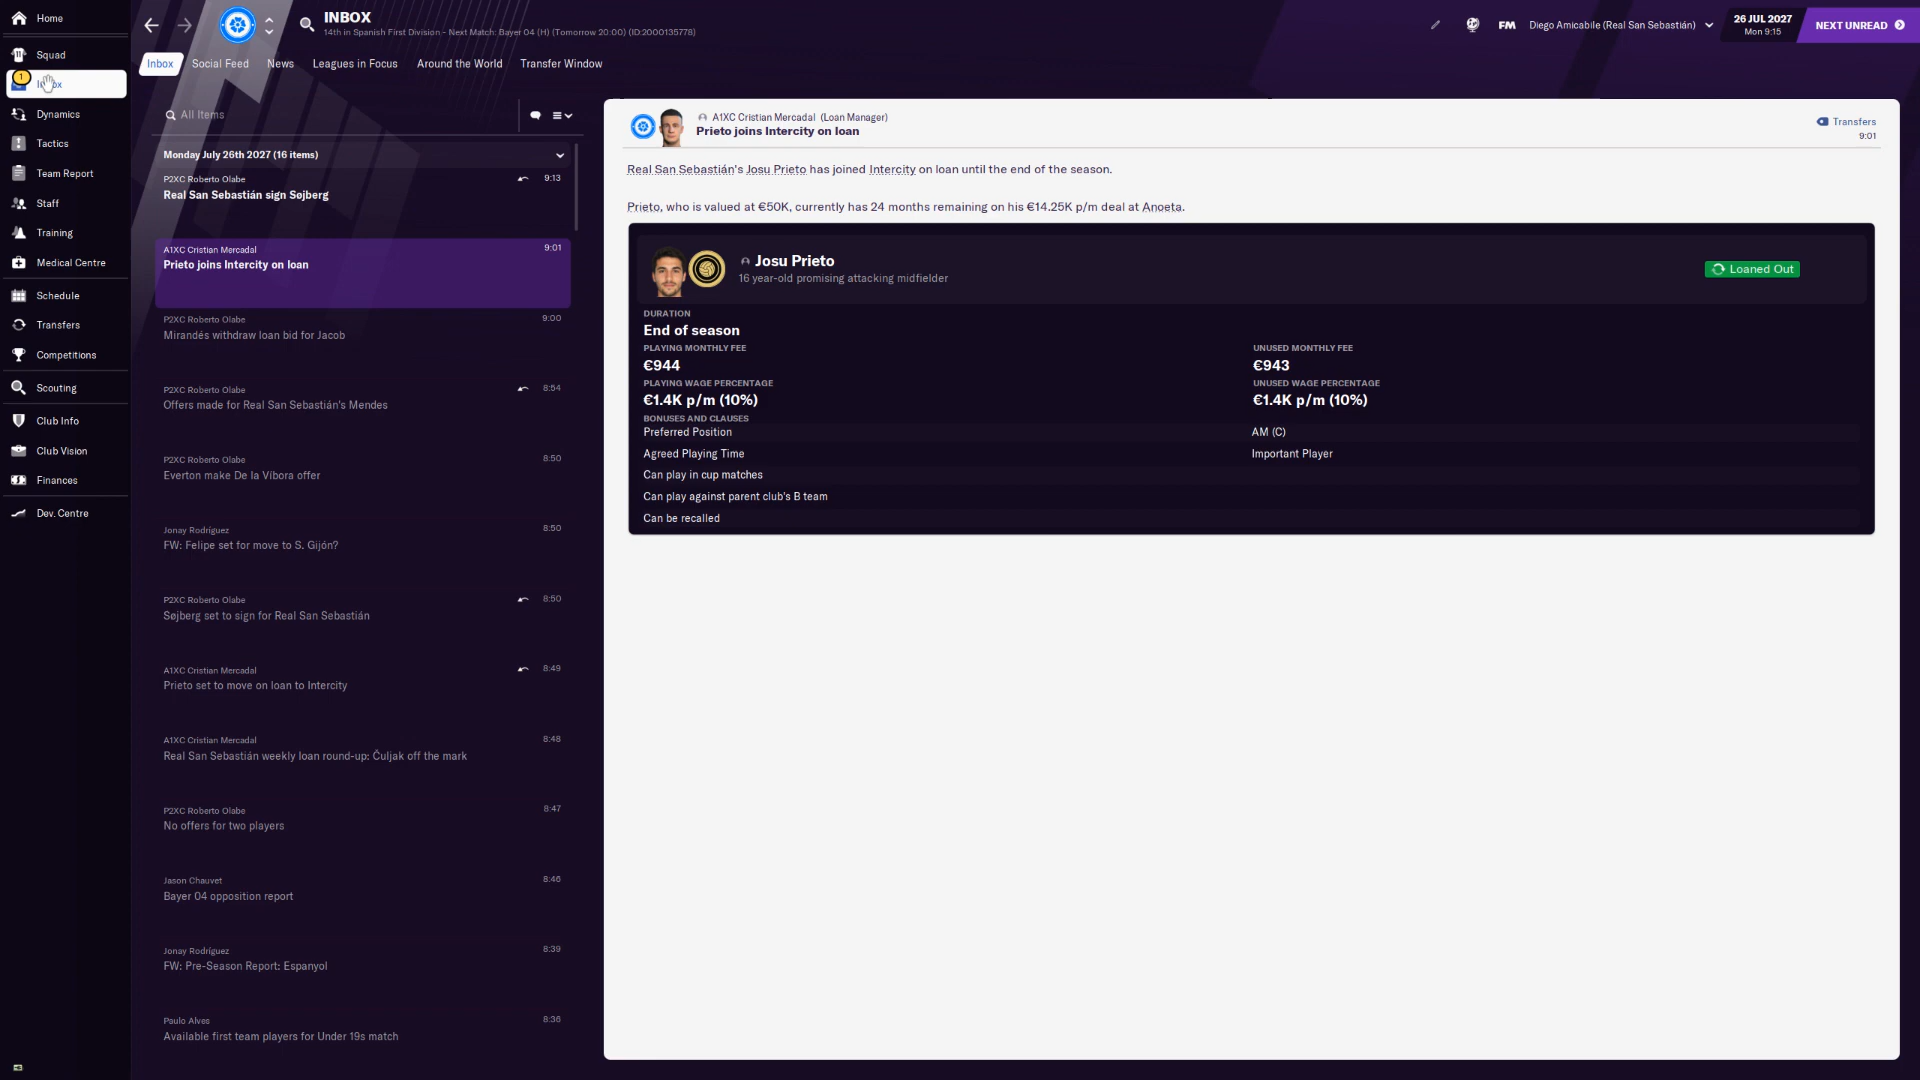 Home
Squad
1
Inbox
Dynamics
Tactics
Team Report
Staff
Training
Medical Centre
Schedule
Transfers
Competitions
Scouting
Club Info
Club Vision
Finances
Dev. Centre
INBOX
14th in Spanish First Division - Next Match: Bayer 04 (H) (Tomorrow 20:00) (ID:2000135778)
FM
Diego Amicabile (Real San Sebastián)
26 JUL 2027
Mon 9:15
NEXT UNREAD
Inbox
Social Feed
News
Leagues in Focus
Around the World
Transfer Window
All Items
Monday July 26th 2027 (16 items)
P2XC Roberto Olabe
9:13
Real San Sebastián sign Søjberg
A1XC Cristian Mercadal
9:01
Prieto joins Intercity on loan
P2XC Roberto Olabe
9:00
Mirandés withdraw loan bid for Jacob
P2XC Roberto Olabe
8:54
Offers made for Real San Sebastián's Mendes
P2XC Roberto Olabe
8:50
Everton make De la Víbora offer
Jonay Rodríguez
8:50
FW: Felipe set for move to S. Gijón?
P2XC Roberto Olabe
8:50
Søjberg set to sign for Real San Sebastián
A1XC Cristian Mercadal
8:49
Prieto set to move on loan to Intercity
A1XC Cristian Mercadal
8:48
Real San Sebastián weekly loan round-up: Čuljak off the mark
P2XC Roberto Olabe
8:47
No offers for two players
Jason Chauvet
8:46
Bayer 04 opposition report
Jonay Rodríguez
8:39
FW: Pre-Season Report: Espanyol
Paulo Alves
8:36
Available first team players for Under 19s match
A1XC Cristian Mercadal (Loan Manager)
Prieto joins Intercity on loan
Transfers
9:01
Real San Sebastián's Josu Prieto has joined Intercity on loan until the end of the season.
Prieto, who is valued at €50K, currently has 24 months remaining on his €14.25K p/m deal at Anoeta.
Josu Prieto
16 year-old promising attacking midfielder
Loaned Out
DURATION
End of season
PLAYING MONTHLY FEE
UNUSED MONTHLY FEE
€944
€943
PLAYING WAGE PERCENTAGE
UNUSED WAGE PERCENTAGE
€1.4K p/m (10%)
€1.4K p/m (10%)
BONUSES AND CLAUSES
Preferred Position
AM (C)
Agreed Playing Time
Important Player
Can play in cup matches
Can play against parent club's B team
Can be recalled